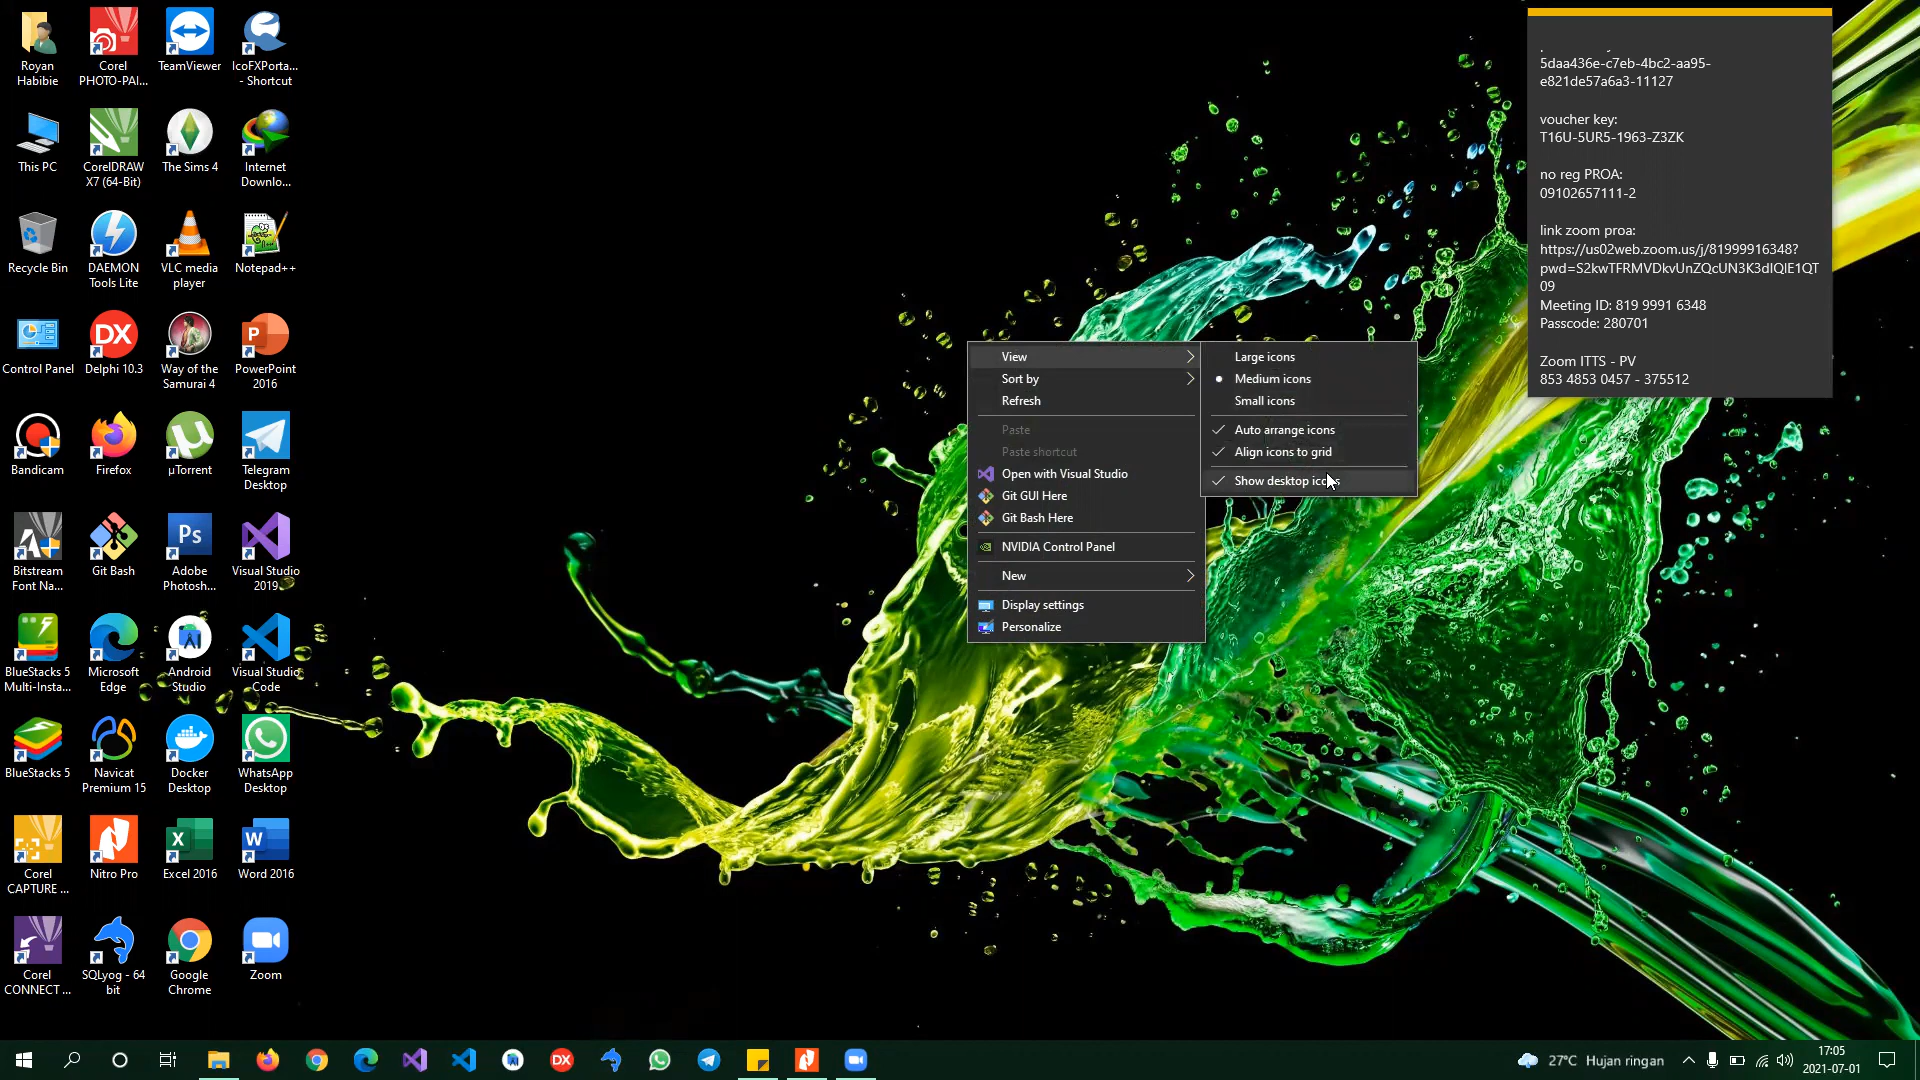 Royan
Habibie
Corel
PHOTO-PAI...
TeamViewer
IcoFXPorta...
- Shortcut
This PC
CorelDRAW
X7 (64-Bit)
The Sims 4
Internet
Downlo...
Recycle Bin
DAEMON
Tools Lite
VLC media
player
Notepad++
Control Panel
Delphi 10.3
Way of the
Samurai 4
PowerPoint
2016
Bandicam
Firefox
µTorrent
Telegram
Desktop
Bitstream
Font Na...
Git Bash
Adobe
Photosh...
Visual Studio
2019
BlueStacks 5
Multi-Insta...
Microsoft
Edge
Android
Studio
Visual Studio
Code
BlueStacks 5
Navicat
Premium 15
Docker
Desktop
WhatsApp
Desktop
Corel
CAPTURE ...
Nitro Pro
Excel 2016
Word 2016
Corel
CONNECT ...
SQLyog - 64
bit
Google
Chrome
Zoom
View
Sort by
Refresh
Paste
Paste shortcut
Open with Visual Studio
Git GUI Here
Git Bash Here
NVIDIA Control Panel
New
Display settings
Personalize
Large icons
Medium icons
Small icons
Auto arrange icons
Align icons to grid
Show desktop icons
5daa436e-c7eb-4bc2-aa95-
e821de57a6a3-11127
voucher key:
T16U-5UR5-1963-Z3ZK
no reg PROA:
09102657111-2
link zoom proa:
https://us02web.zoom.us/j/81999916348?
pwd=S2kwTFRMVDkvUnZQcUN3K3dIQlE1QT
09
Meeting ID: 819 9991 6348
Passcode: 280701
Zoom ITTS - PV
853 4853 0457 - 375512
27°C Hujan ringan
17:05
2021-07-01